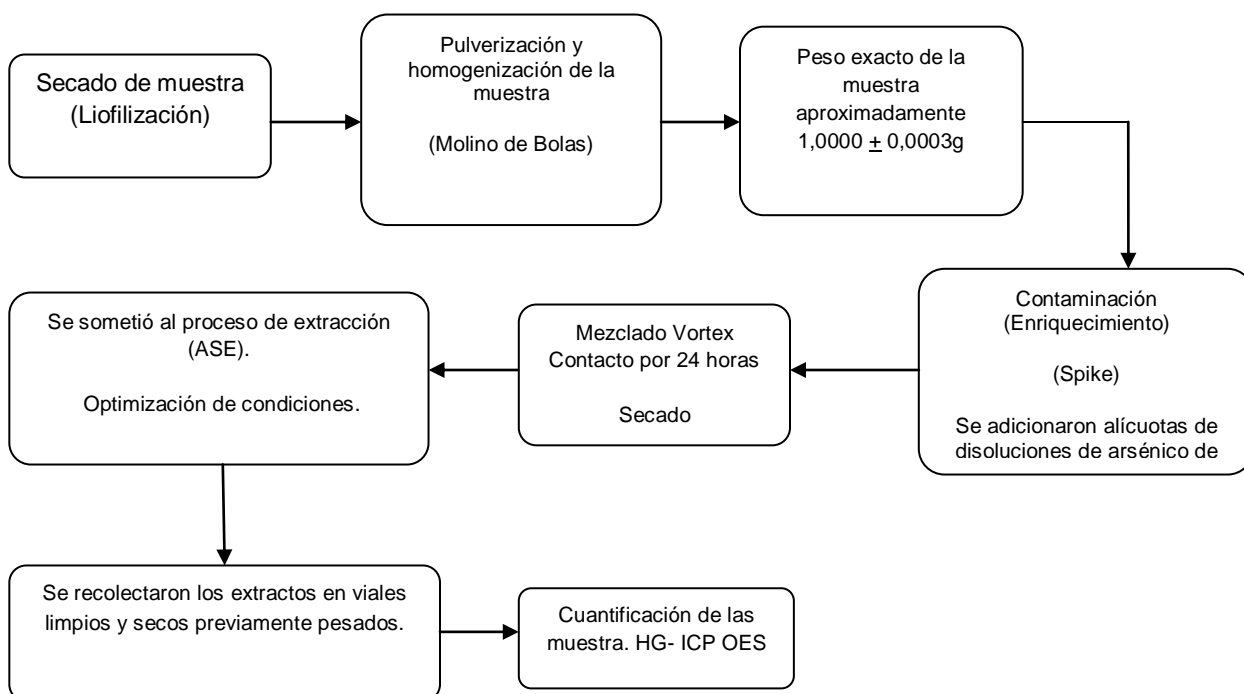 Secado de muestra
(Liofilización)
Pulverización y
homogenización de la
muestra
(Molino de Bolas)
Peso exacto de la
muestra
aproximadamente
1,0000 ± 0,0003g
Contaminación
(Enriquecimiento)
(Spike)
Se adicionaron alícuotas de
disoluciones de arsénico de
Mezclado Vortex
Contacto por 24 horas
Secado
Se sometió al proceso de extracción
(ASE).
Optimización de condiciones.
Se recolectaron los extractos en viales
limpios y secos previamente pesados.
Cuantificación de las
muestra. HG- ICP OES